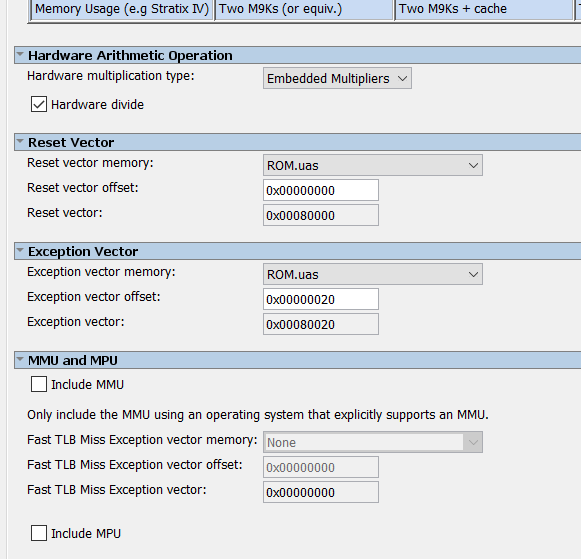 Memory Usage (e.g Stratix IV) Two M9Ks (or equiv.) Two M9Ks + cache
Hardware Arithmetic Operation
Hardware multiplication type: Embedded Multipliers
Hardware divide
Reset Vector
Reset vector memory: ROM.uas
Reset vector offset: 0x00000000
Reset vector: 0x00080000
Exception Vector
Exception vector memory: ROM.uas
Exception vector offset: 0x00000020
Exception vector: 0x00080020
MMU and MPU
Include MMU
Only include the MMU using an operating system that explicitly supports an MMU.
Fast TLB Miss Exception vector memory: None
Fast TLB Miss Exception vector offset: 0x00000000
Fast TLB Miss Exception vector: 0x00000000
Include MPU